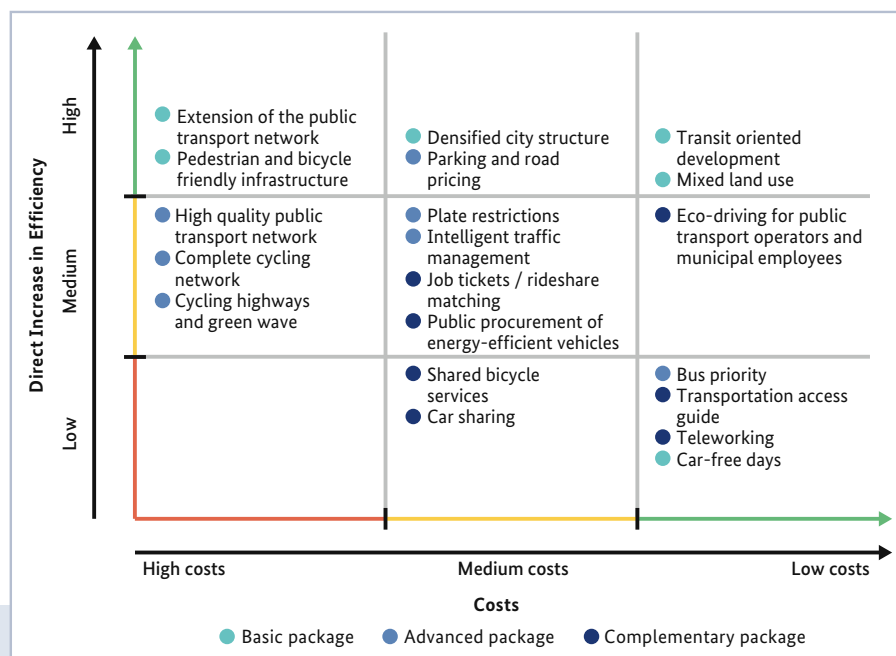 Direct Increase in Efficiency
High
Medium
Low
Extension of the public
transport network
Pedestrian and bicycle
friendly infrastructure
Densified city structure
Parking and road
pricing
Transit oriented
development
Mixed land use
High quality public
transport network
Complete cycling
network
Cycling highways
and green wave
Plate restrictions
Intelligent traffic
management
Job tickets / rideshare
matching
Public procurement of
energy-efficient vehicles
Eco-driving for public
transport operators and
municipal employees
Shared bicycle
services
Car sharing
Bus priority
Transportation access
guide
Teleworking
Car-free days
High costs
Medium costs
Low costs
Costs
Basic package
Advanced package
Complementary package